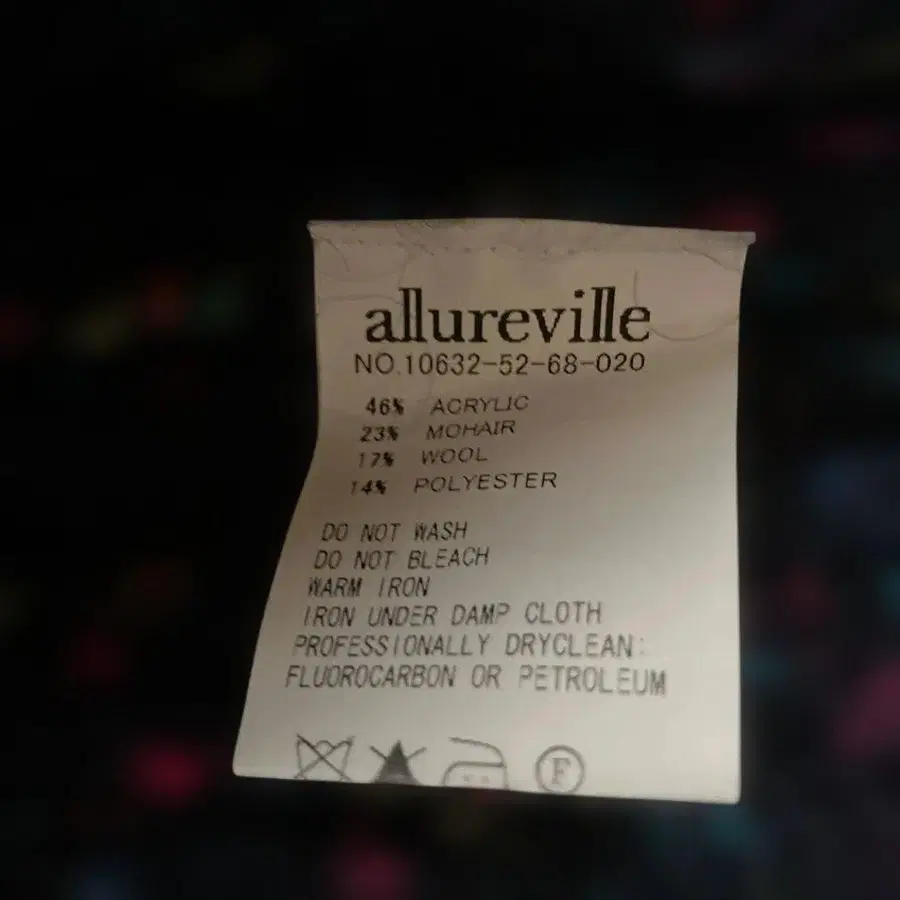 allureville
NO.10632-52-68-020
46% ACRYLIC
23% MOHAIR
17% WOOL
14% POLYESTER
DO NOT WASH
DO NOT BLEACH
WARM IRON
IRON UNDER DAMP CLOTH
PROFESSIONALLY DRYCLEAN:
FLUOROCARBON OR PETROLEUM
F